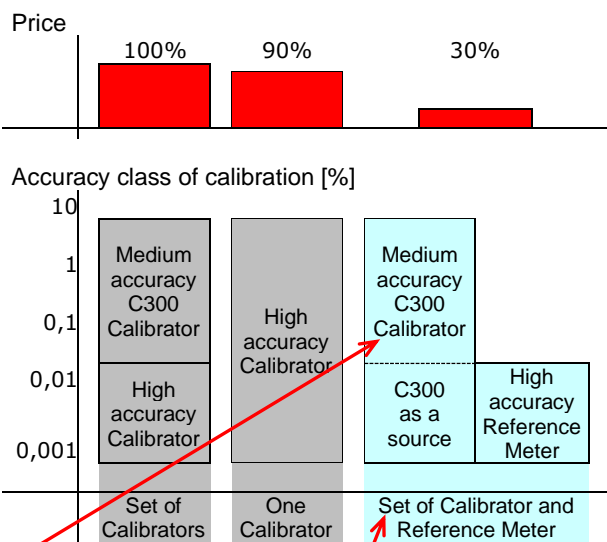 Price
100%
90%
30%
Accuracy class of calibration [%]
10
1
0,1
0,01
0,001
Medium
accuracy
C300
Calibrator
High
accuracy
Calibrator
High
accuracy
Calibrator
Medium
accuracy
C300
Calibrator
C300
as a
source
High
accuracy
Reference
Meter
Set of
Calibrators
One
Calibrator
Set of Calibrator and
Reference Meter